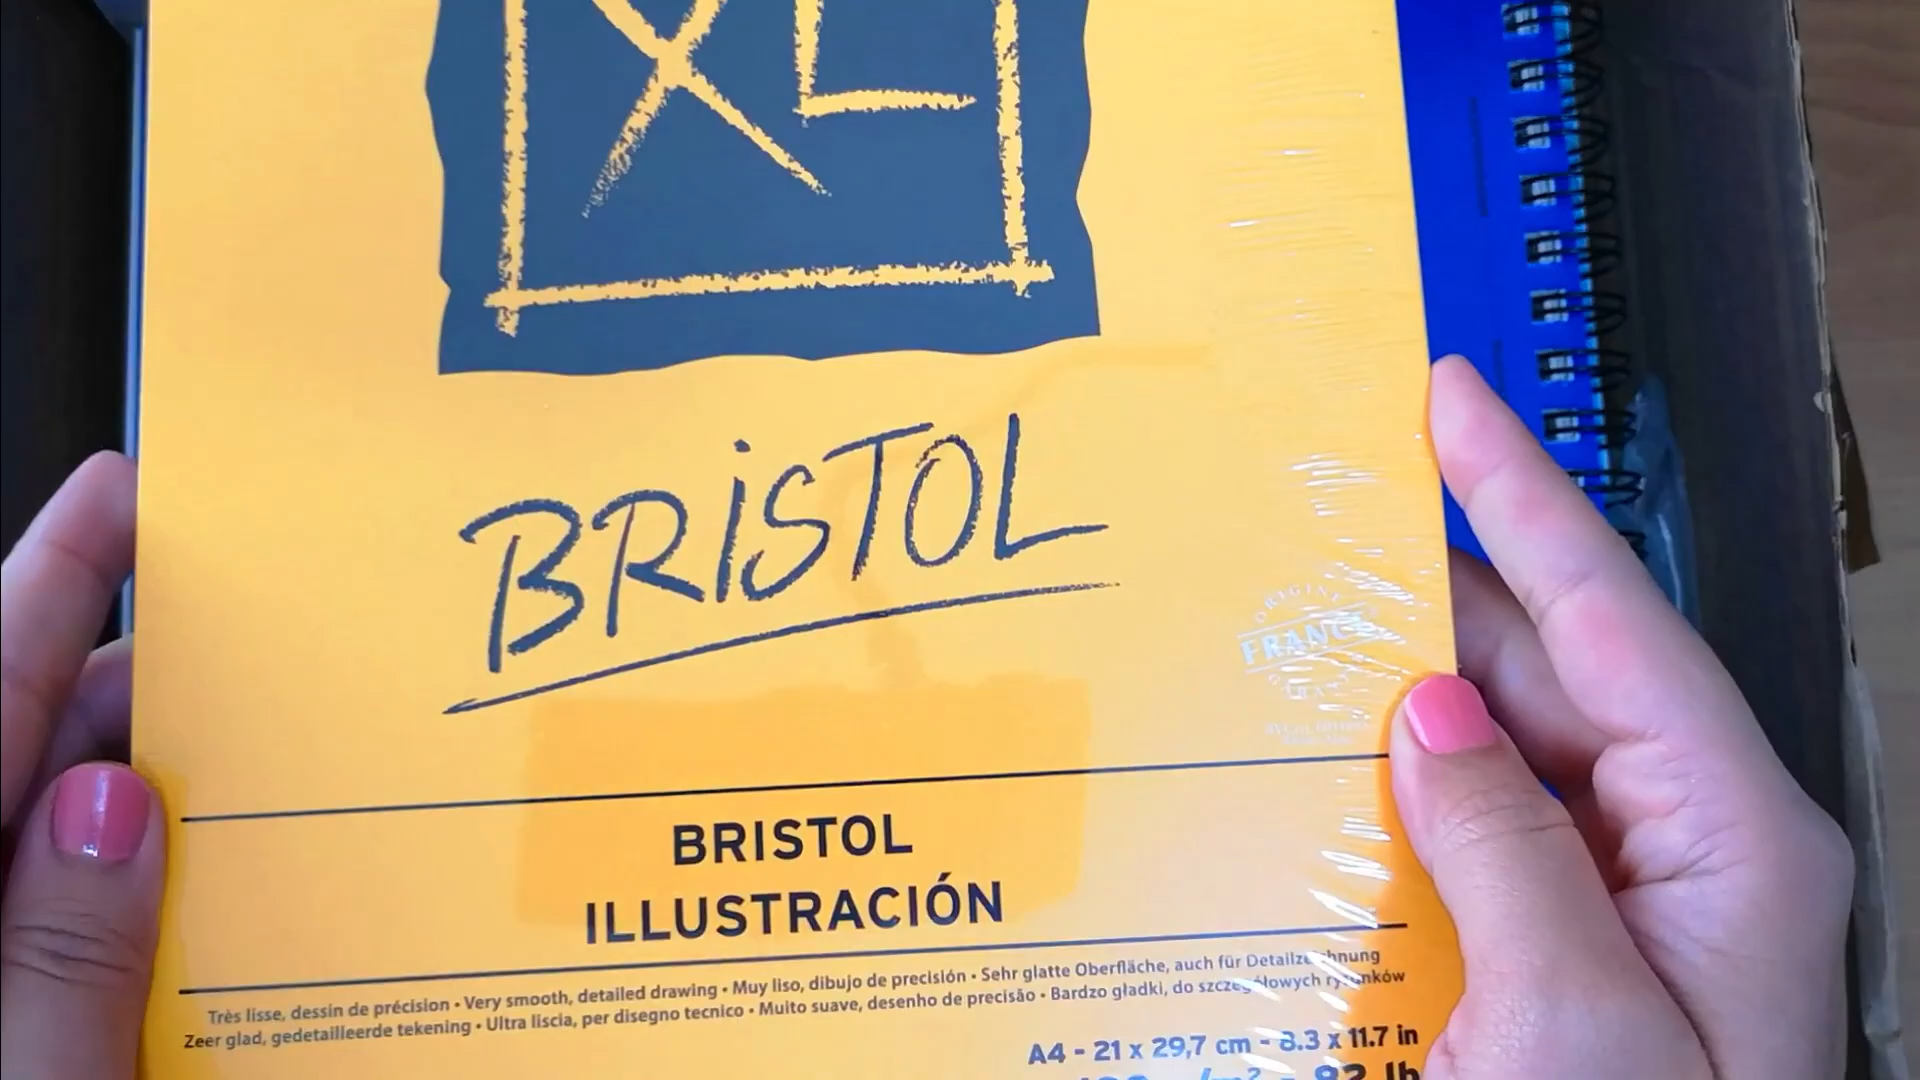 XL
BRiSTOL
ORIGINE
FRANCE
BRISTOL
ILLUSTRACIÓN
Très lisse, dessin de précision • Very smooth, detailed drawing • Muy liso, dibujo de precisión • Sehr glatte Oberfläche, auch für Detailzeichnung
Zeer glad, gedetailleerde tekening • Ultra liscia, per disegno tecnico • Muito suave, desenho de precisão • Bardzo gładki, do szczegółowych rysunków
A4 - 21 x 29,7 cm - 8.3 x 11.7 in